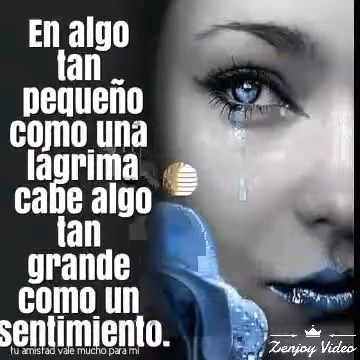 En algo
tan
pequeño
como una
lágrima
cabe algo
tan
grande
como un
sentimiento.
tu amistad vale mucho para mi
Zenjoy Video